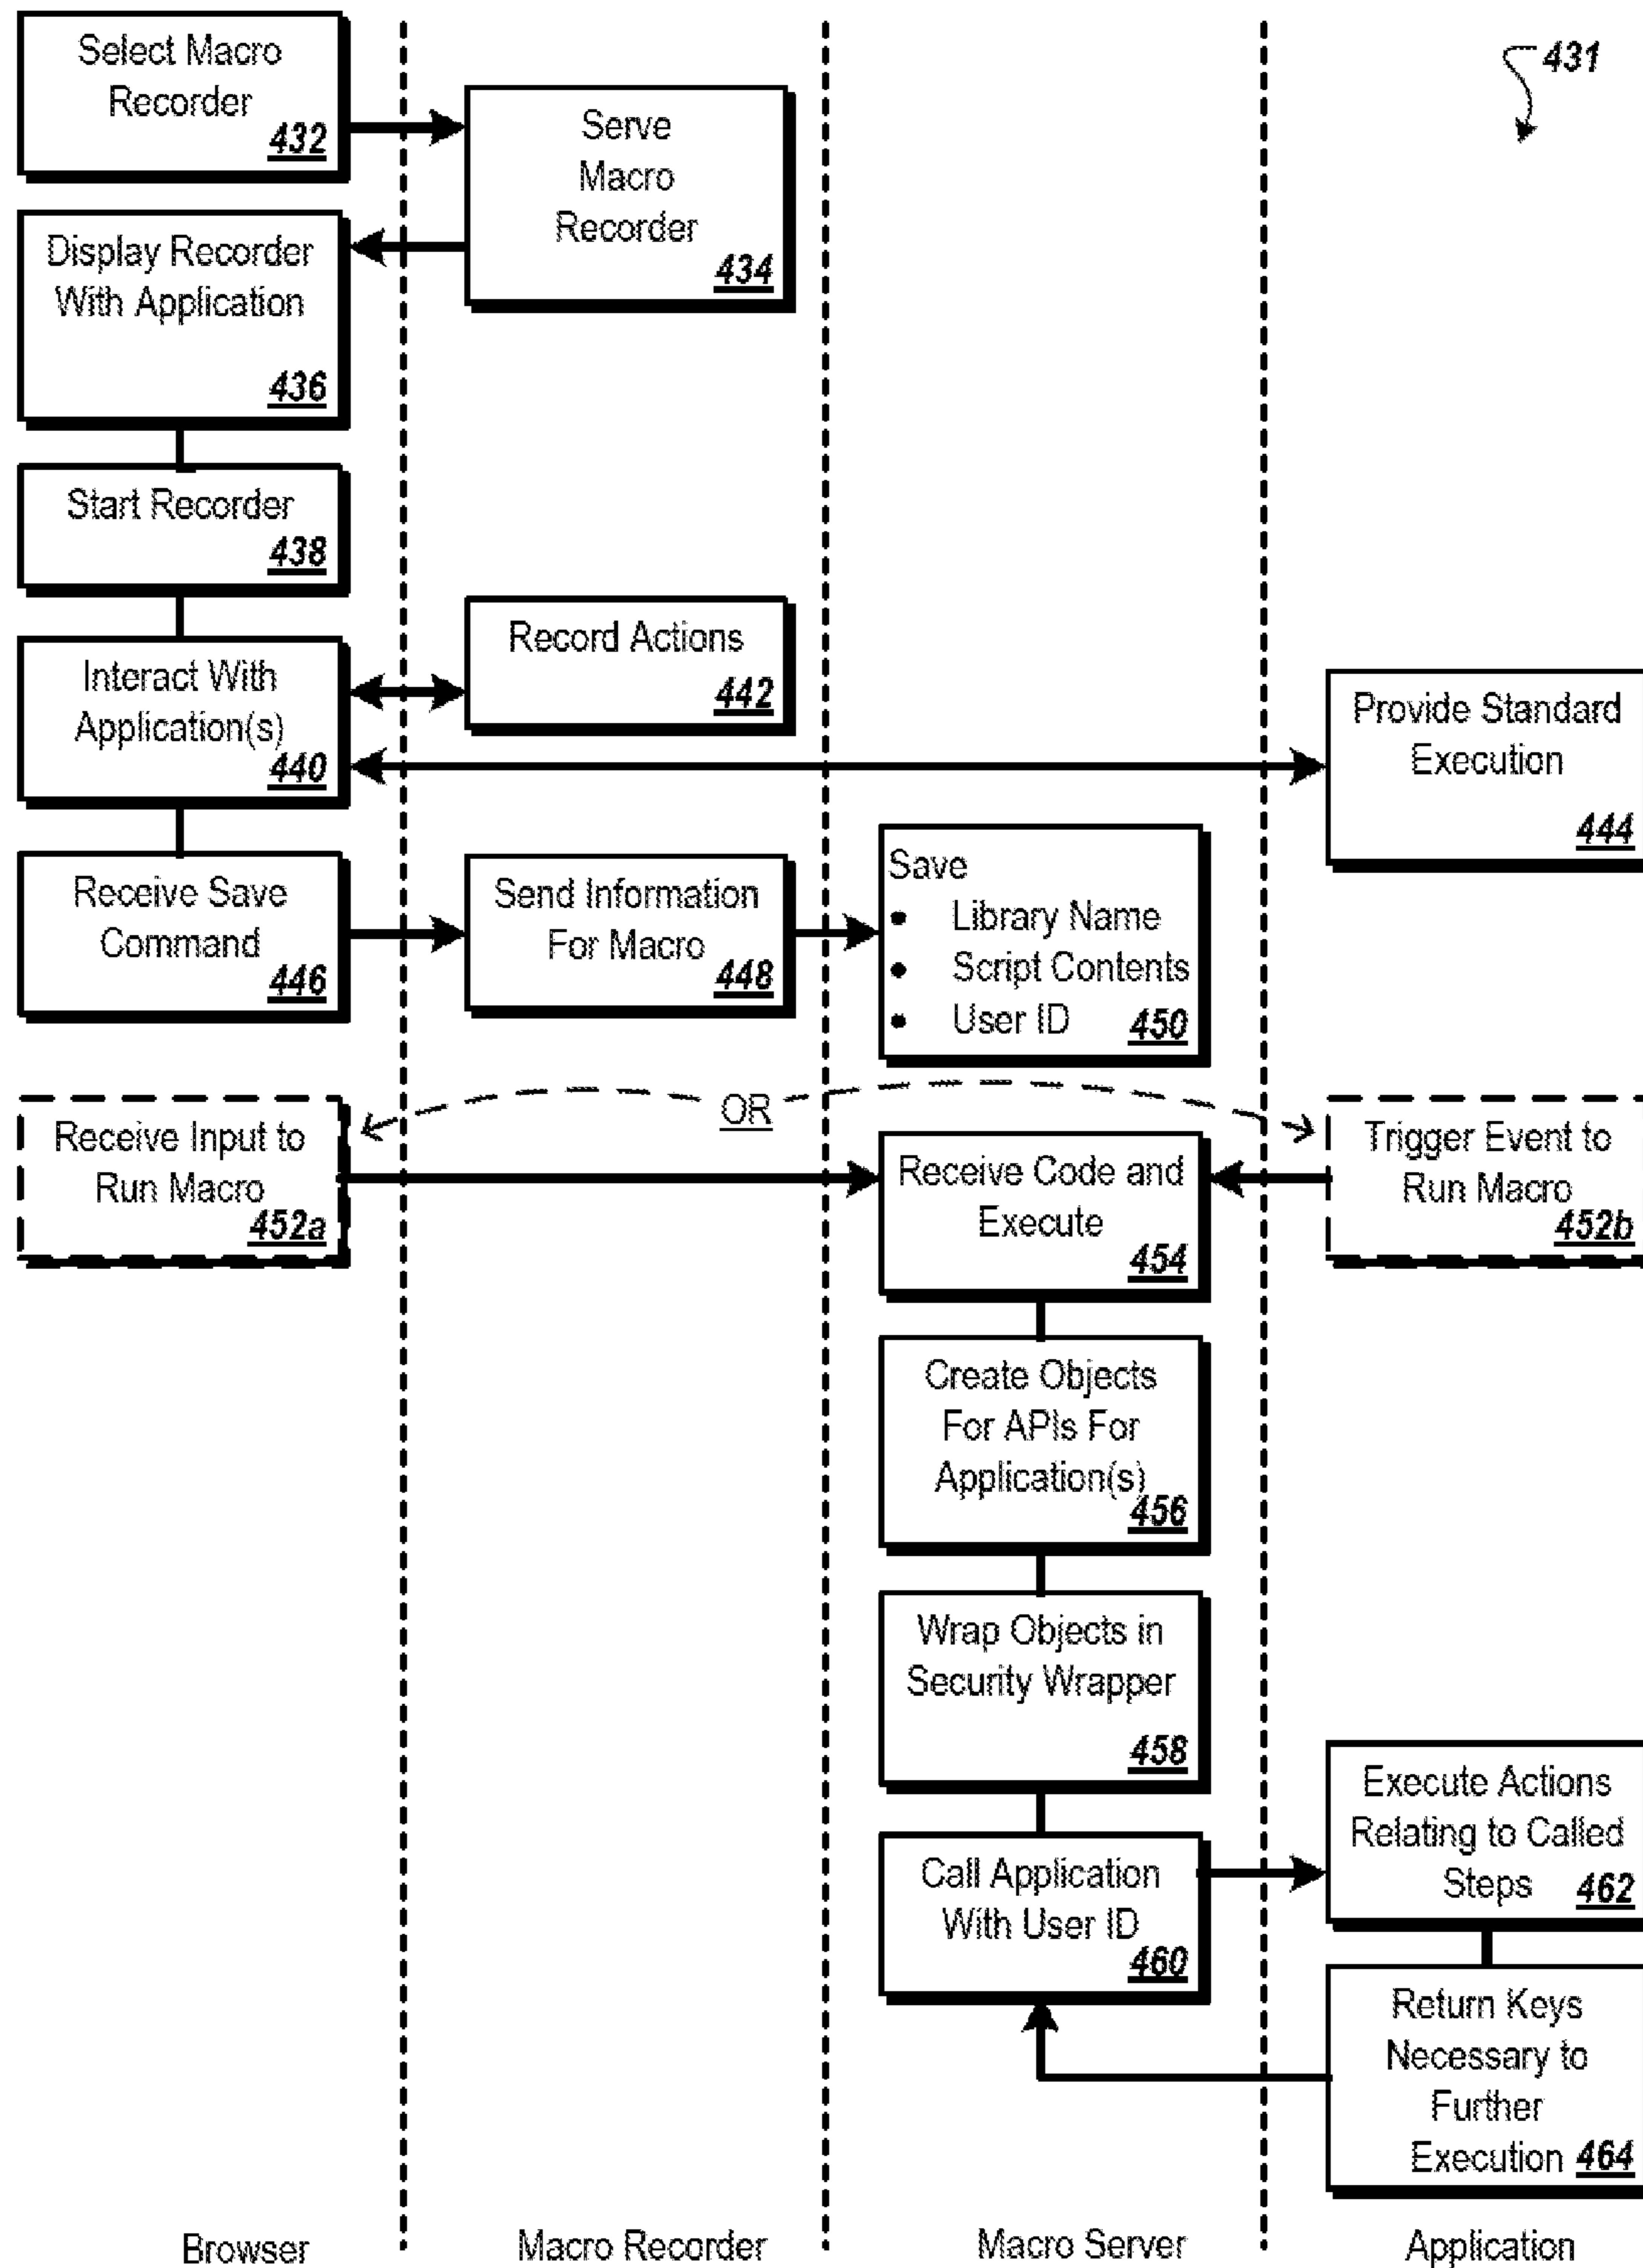 431
Select Macro
Recorder
432
Serve
Macro
Recorder
434
Display Recorder
With Application
436
Start Recorder
438
Interact With
Application(s)
440
Record Actions
442
Provide Standard
Execution
444
Receive Save
Command
446
Send Information
For Macro
448
Save
• Library Name
• Script Contents
• User ID
450
OR
Receive Input to
Run Macro
452a
Receive Code and
Execute
454
Trigger Event to
Run Macro
452b
Create Objects
For APIs For
Application(s)
456
Wrap Objects in
Security Wrapper
458
Call Application
With User ID
460
Execute Actions
Relating to Called
Steps 462
Return Keys
Necessary to
Further
Execution 464
Browser
Macro Recorder
Macro Server
Application